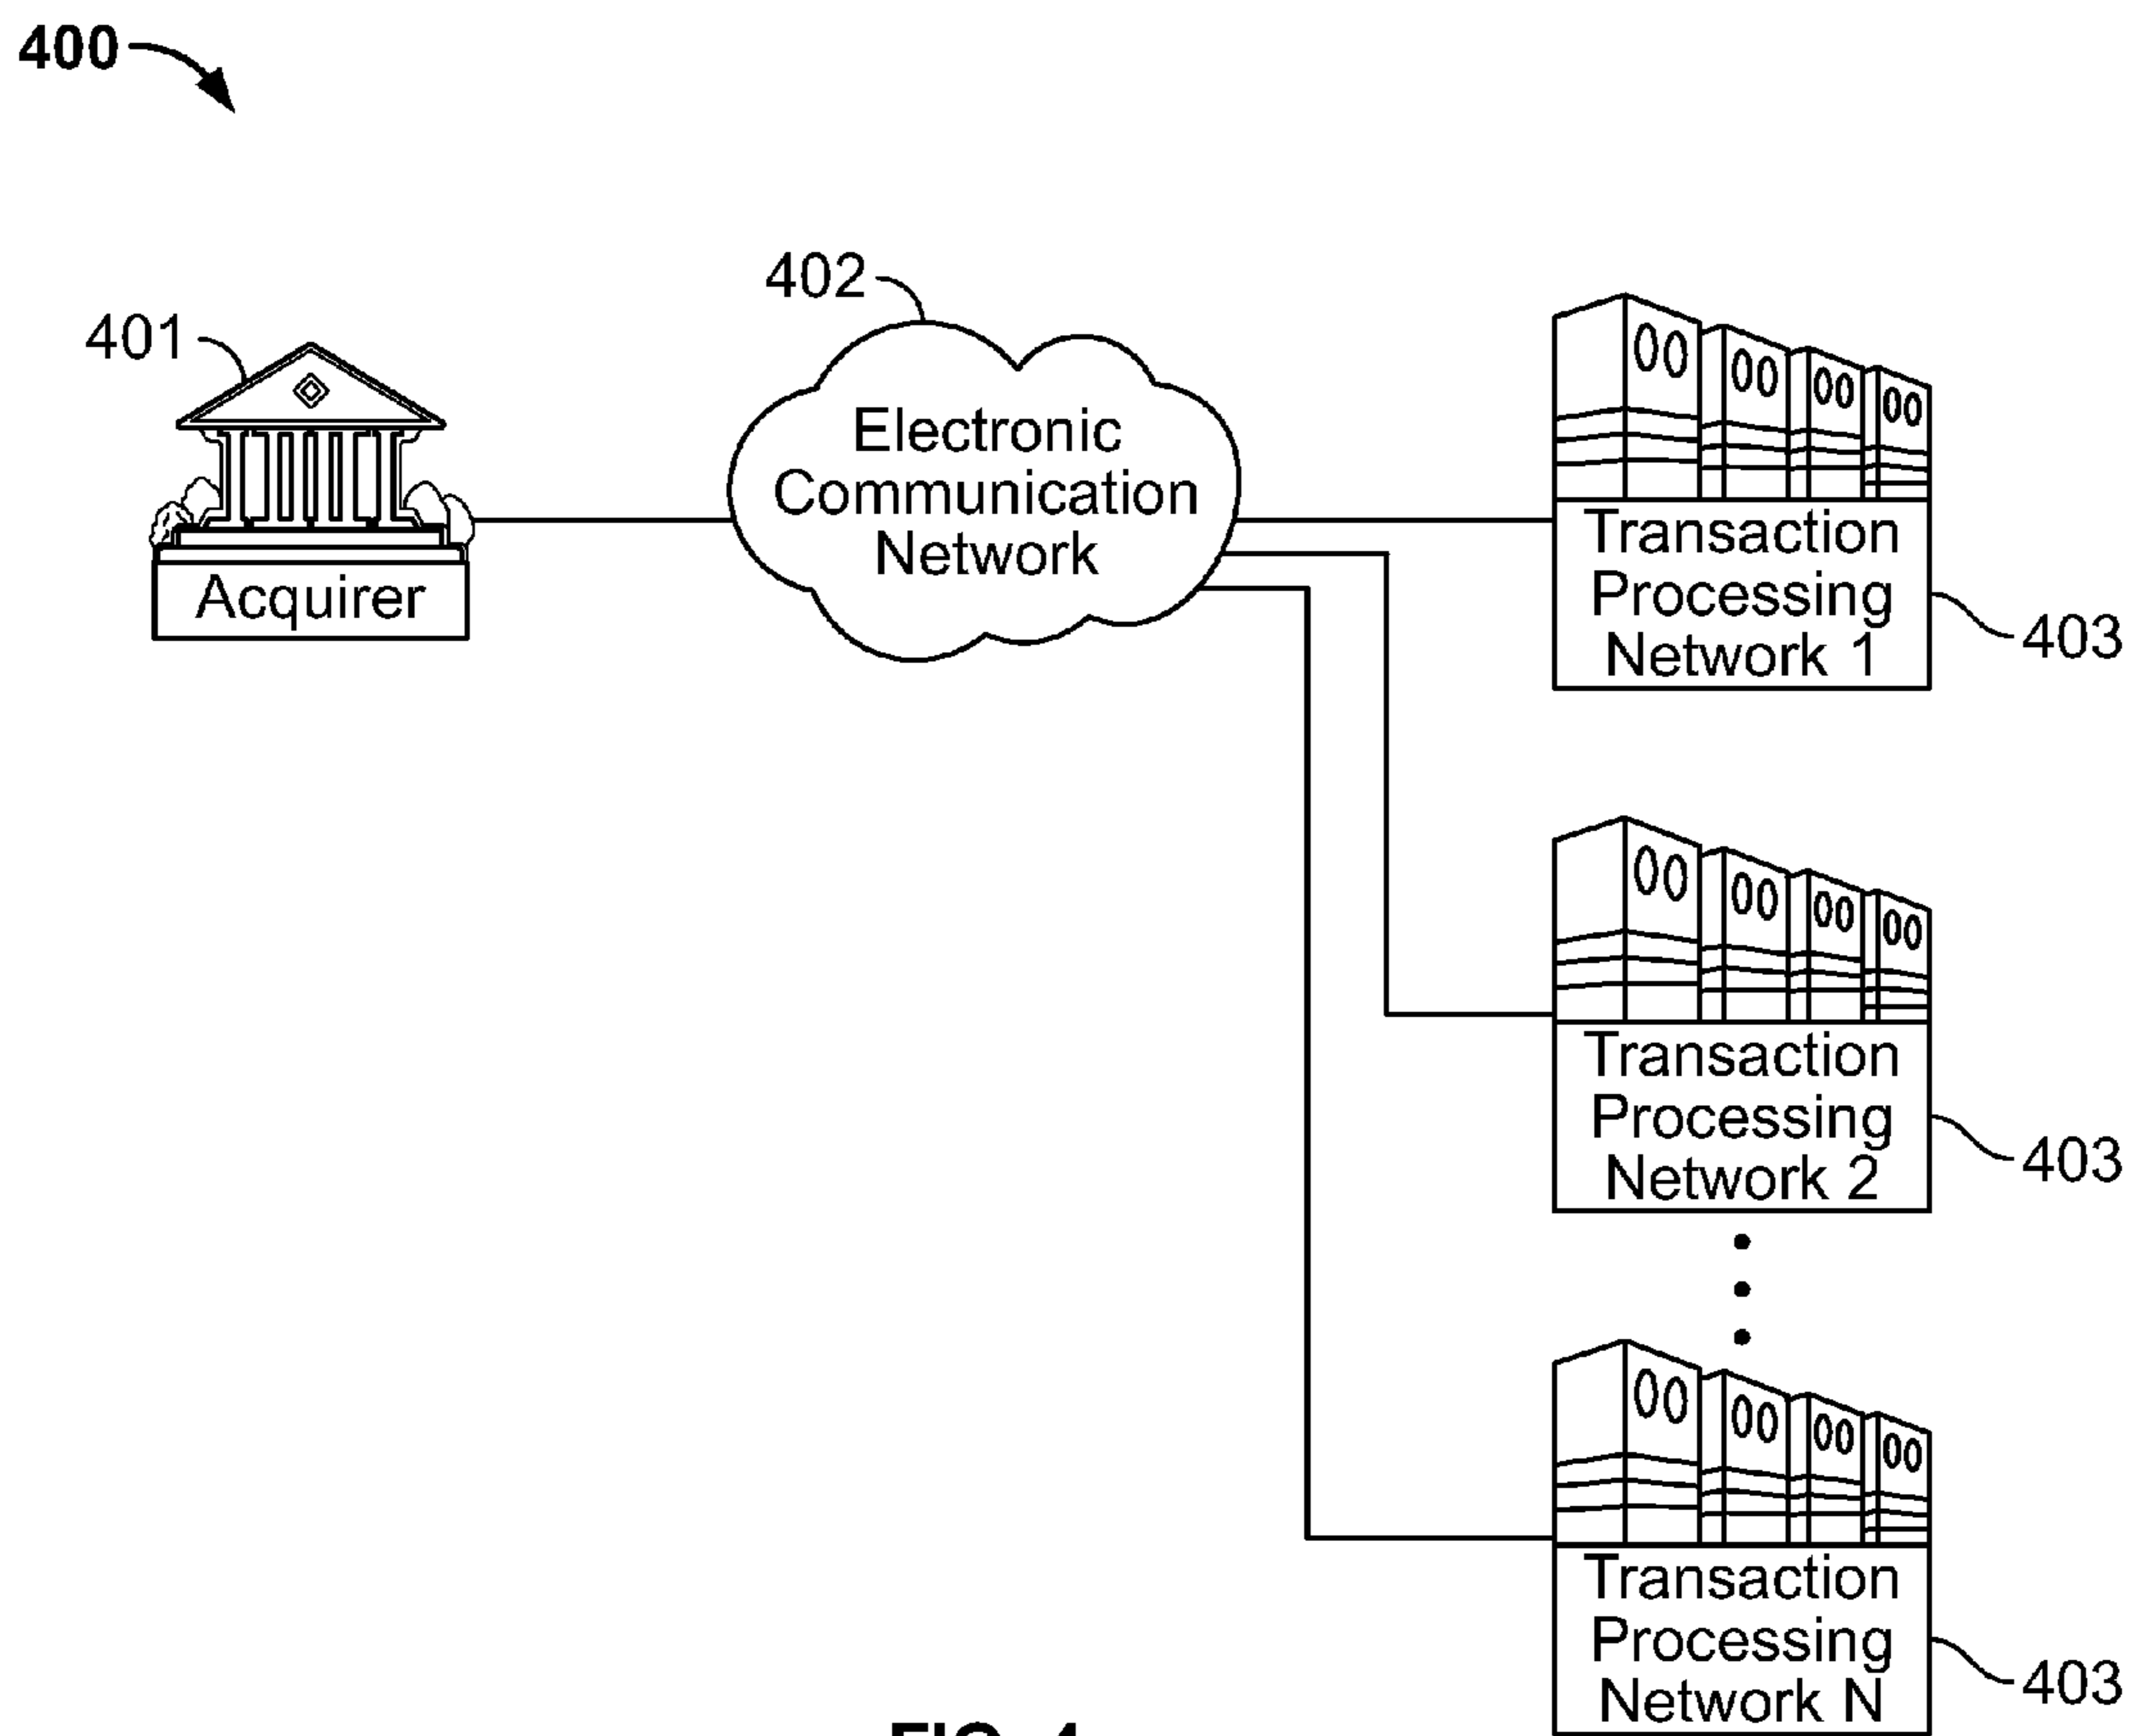 400
402
401
Electronic
Communication
Network
Acquirer
Transaction
Processing
Network 1
403
Transaction
Processing
Network 2
403
Transaction
Processing
Network N
403